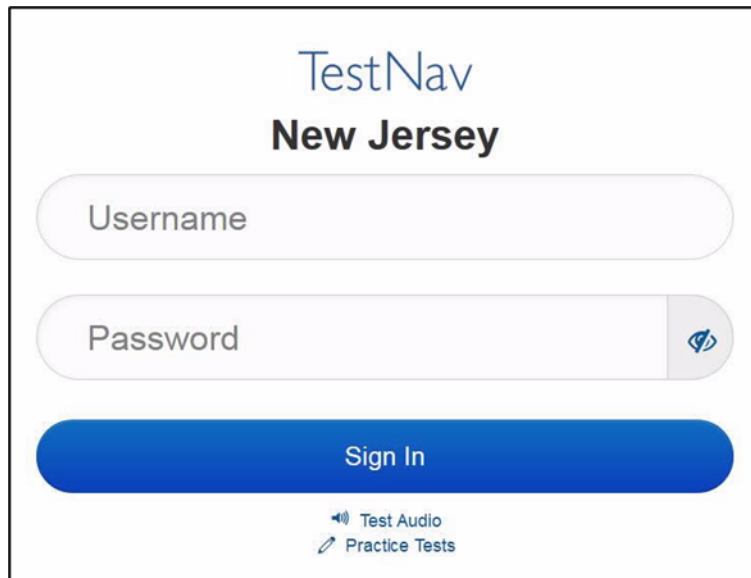 TestNav
New Jersey
Username
Password
Sign In
Test Audio
Practice Tests